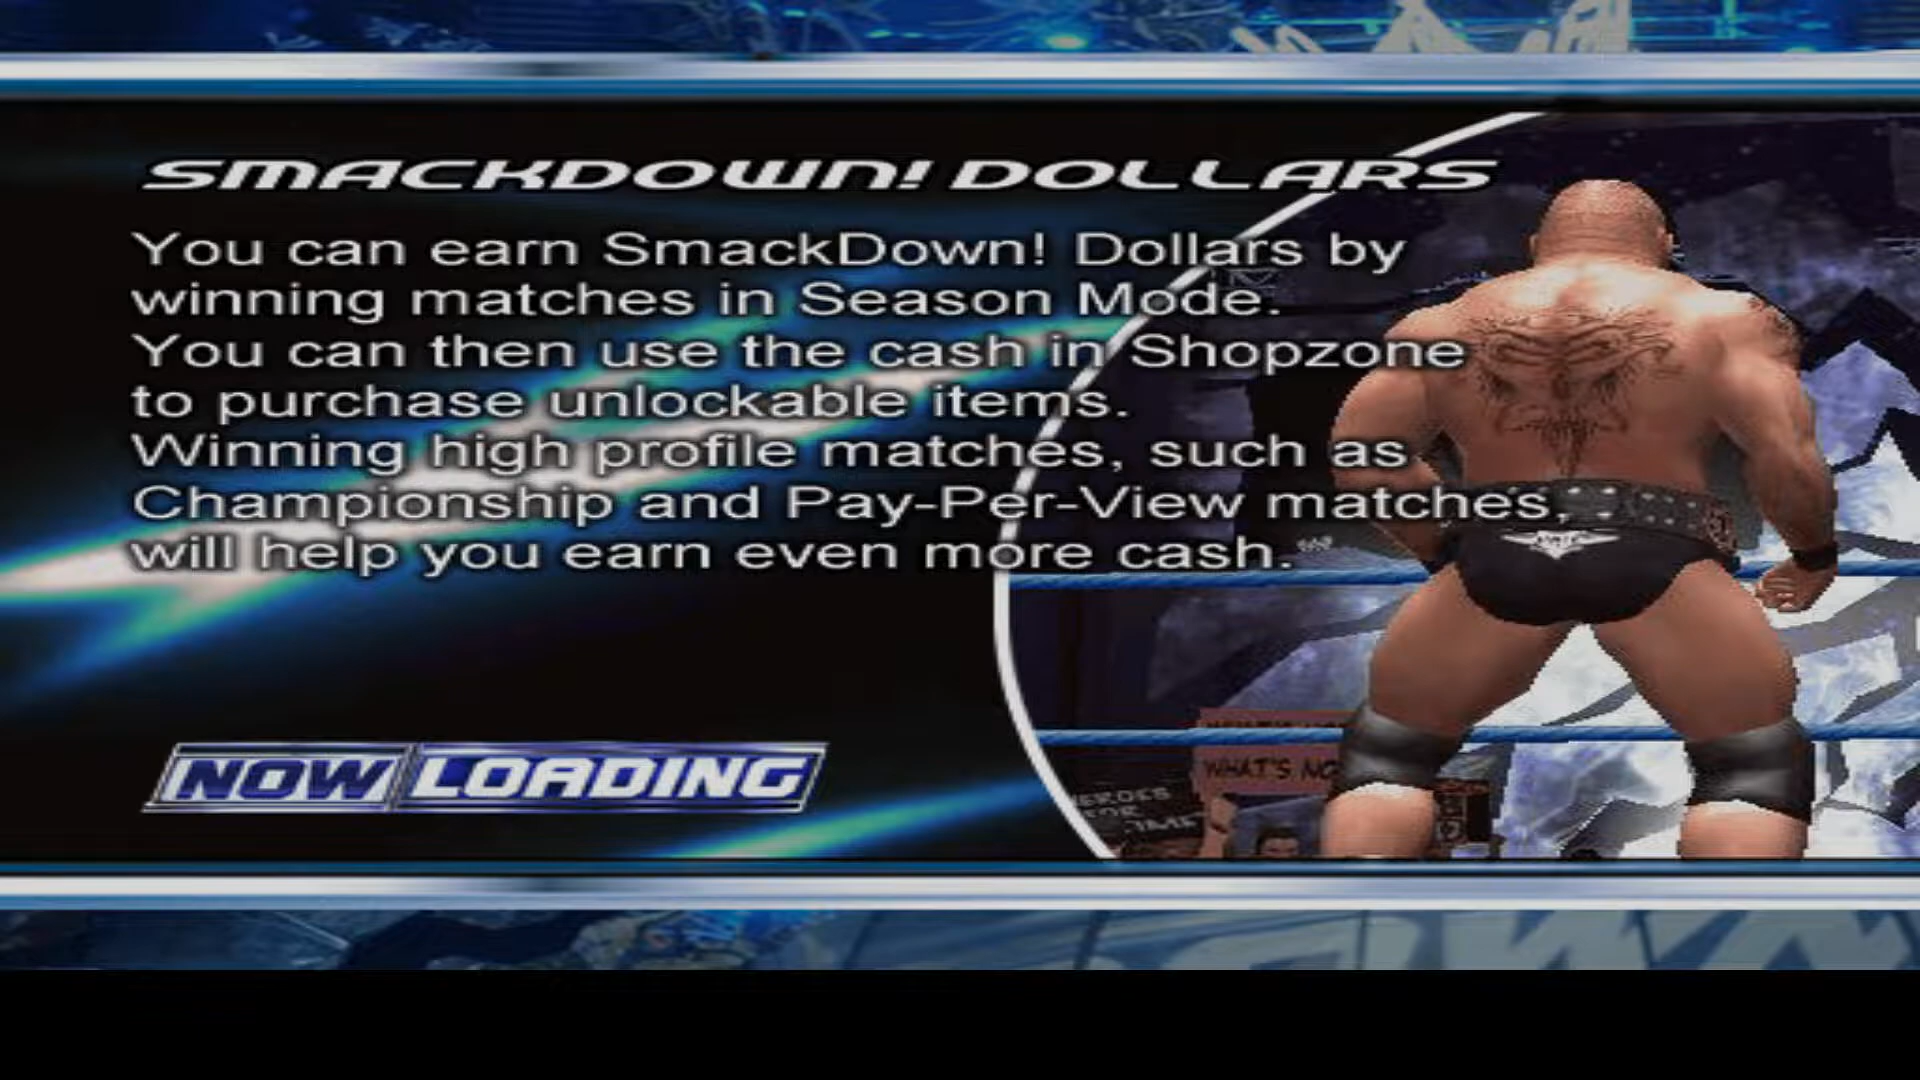 SMACKDOWN! DOLLARS
You can earn SmackDown! Dollars by
winning matches in Season Mode.
You can then use the cash in Shopzone
to purchase unlockable items.
Winning high profile matches, such as
Championship and Pay-Per-View matches,
will help you earn even more cash.
WHAT'S
FOR
NOW LOADING